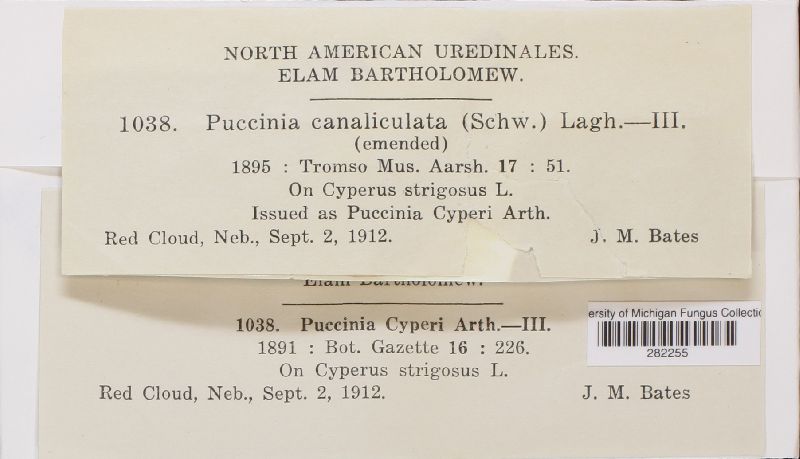 NORTH AMERICAN UREDINALES.
ELAM BARTHOLOMEW.
1038. Puccinia canaliculata (Schw.) Lagh.—III.
(emended)
1895 : Tromso Mus. Aarsh. 17 : 51.
On Cyperus strigosus L.
Issued as Puccinia Cyperi Arth.
Red Cloud, Neb., Sept. 2, 1912. J. M. Bates
Elam Bartholomew.
1038. Puccinia Cyperi Arth.—III.
1891 : Bot. Gazette 16 : 226.
On Cyperus strigosus L.
Red Cloud, Neb., Sept. 2, 1912. J. M. Bates
ersity of Michigan Fungus Collectio
282255